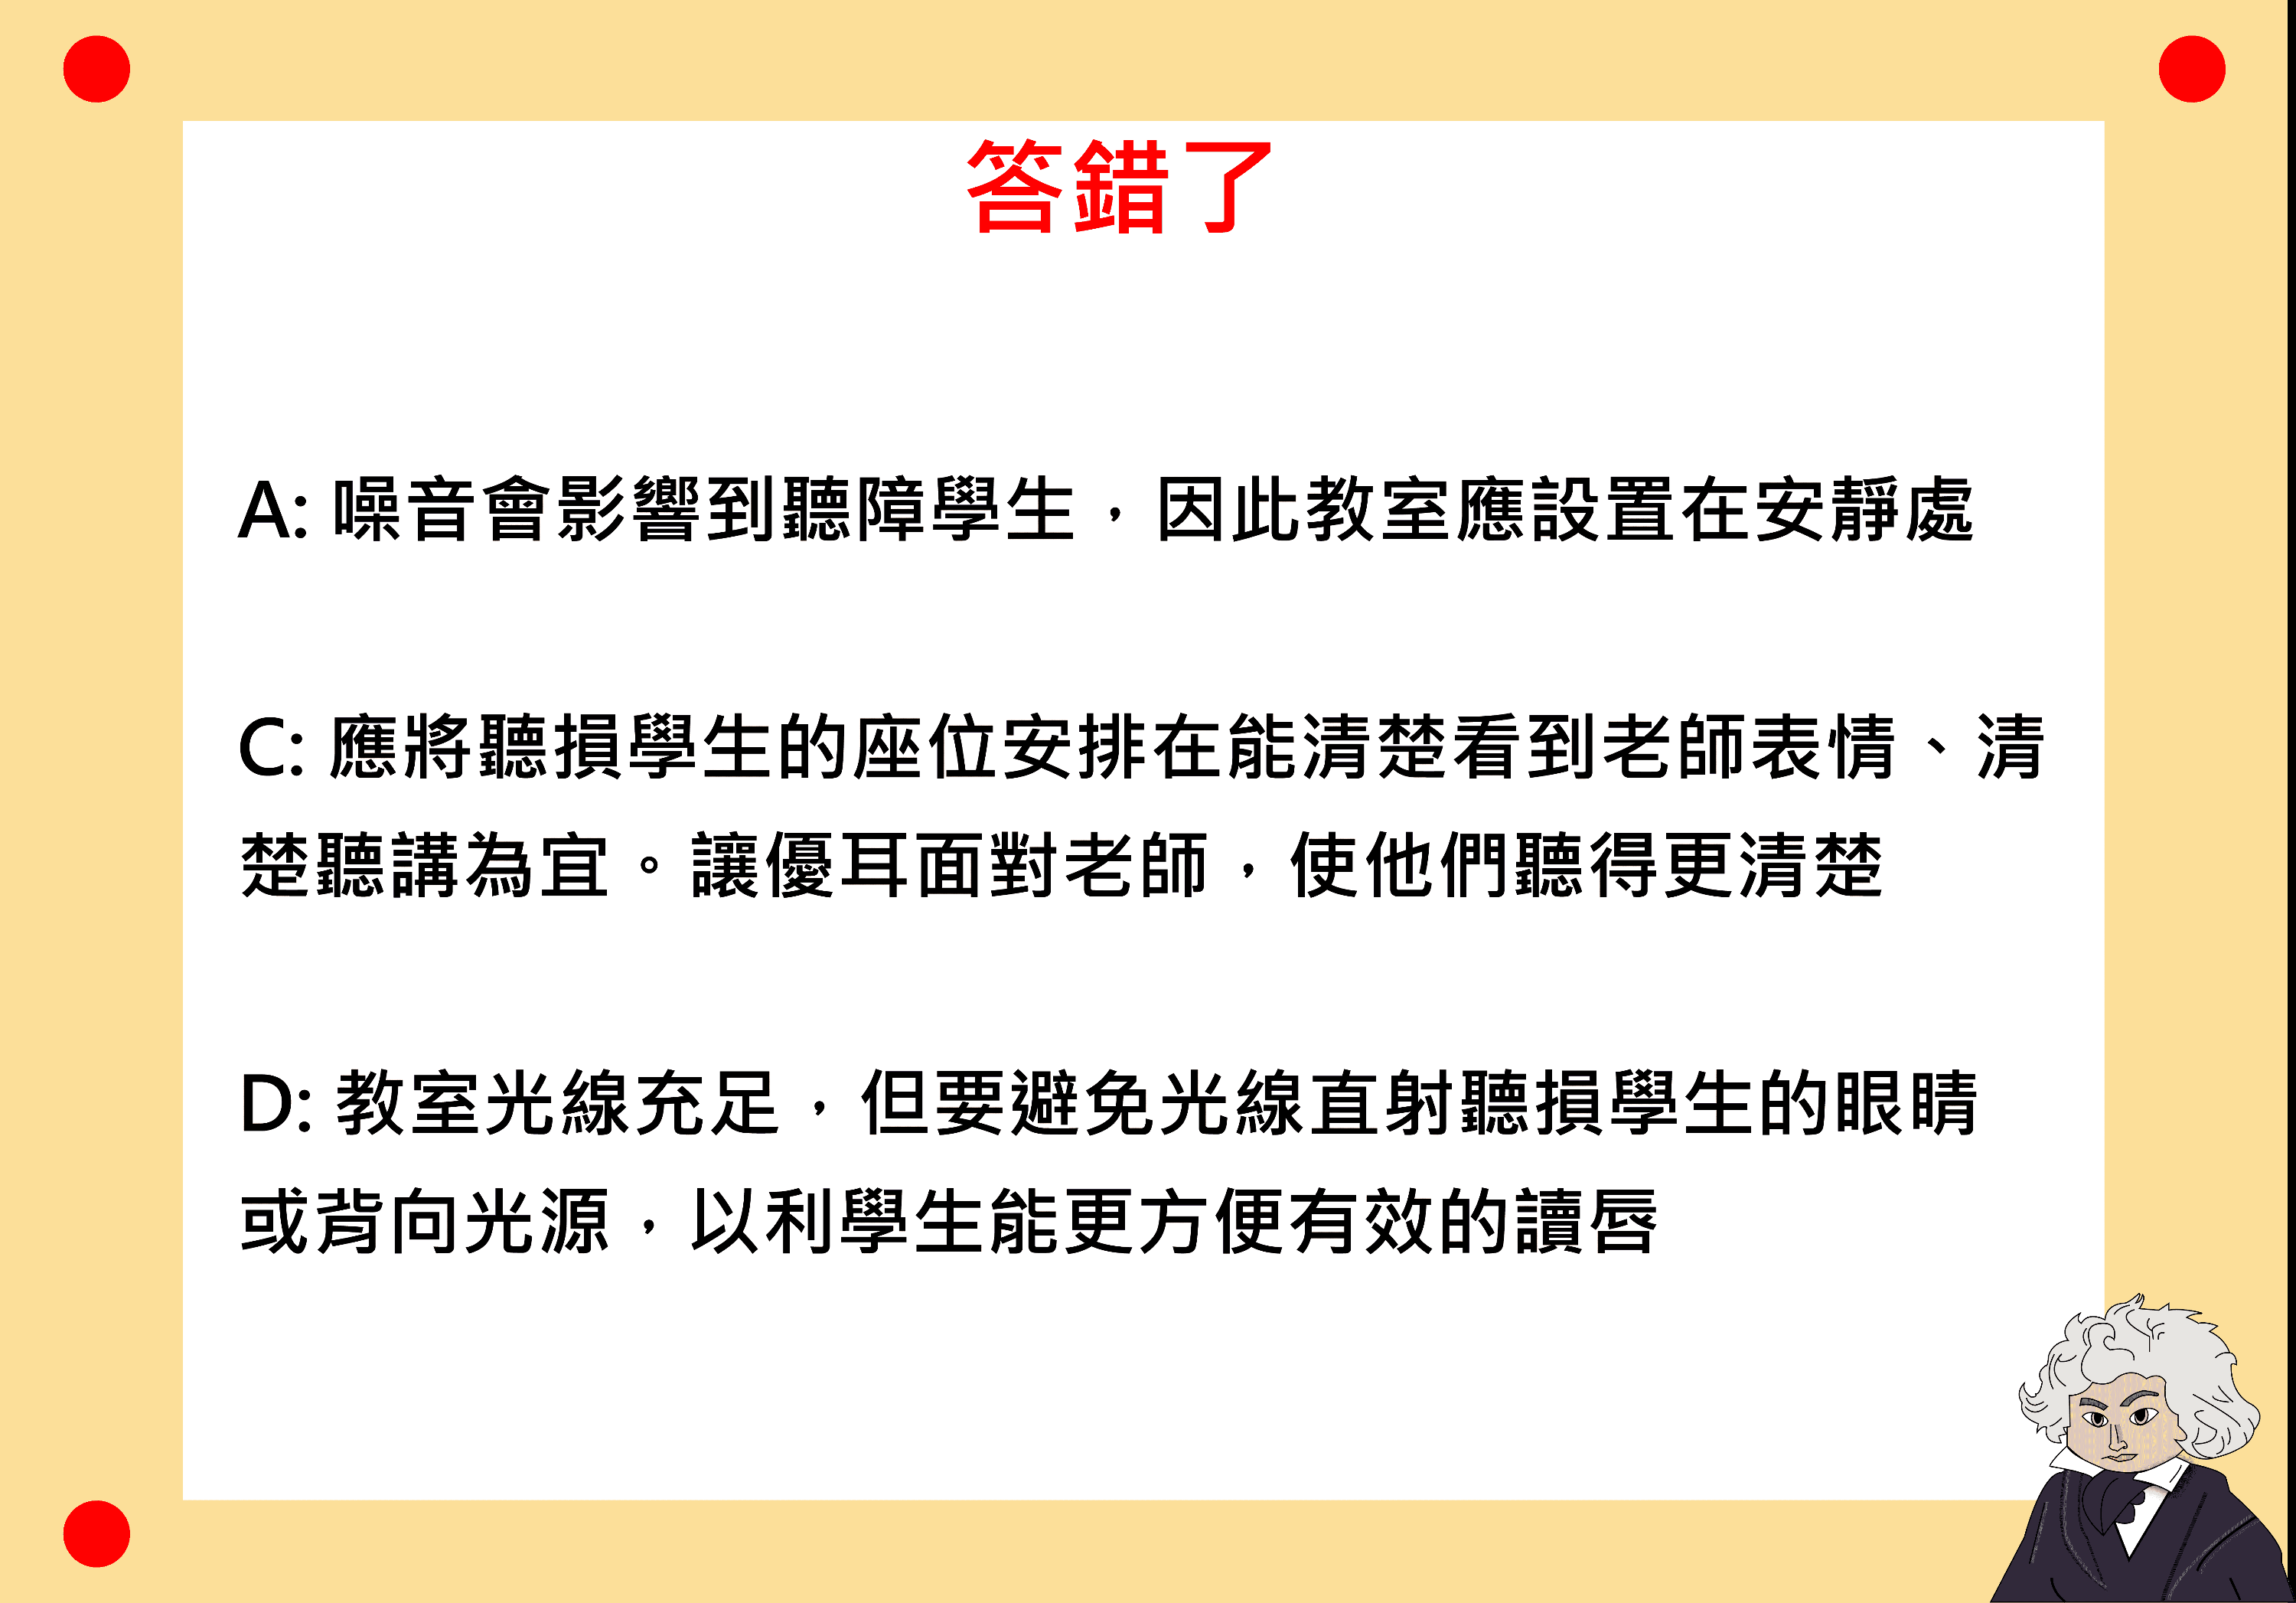 答錯了
A: 噪音會影響到聽障學生，因此教室應設置在安靜處
C: 應將聽損學生的座位安排在能清楚看到老師表情、清
楚聽講為宜。讓優耳面對老師，使他們聽得更清楚
D: 教室光線充足，但要避免光線直射聽損學生的眼睛
或背向光源，以利學生能更方便有效的讀唇